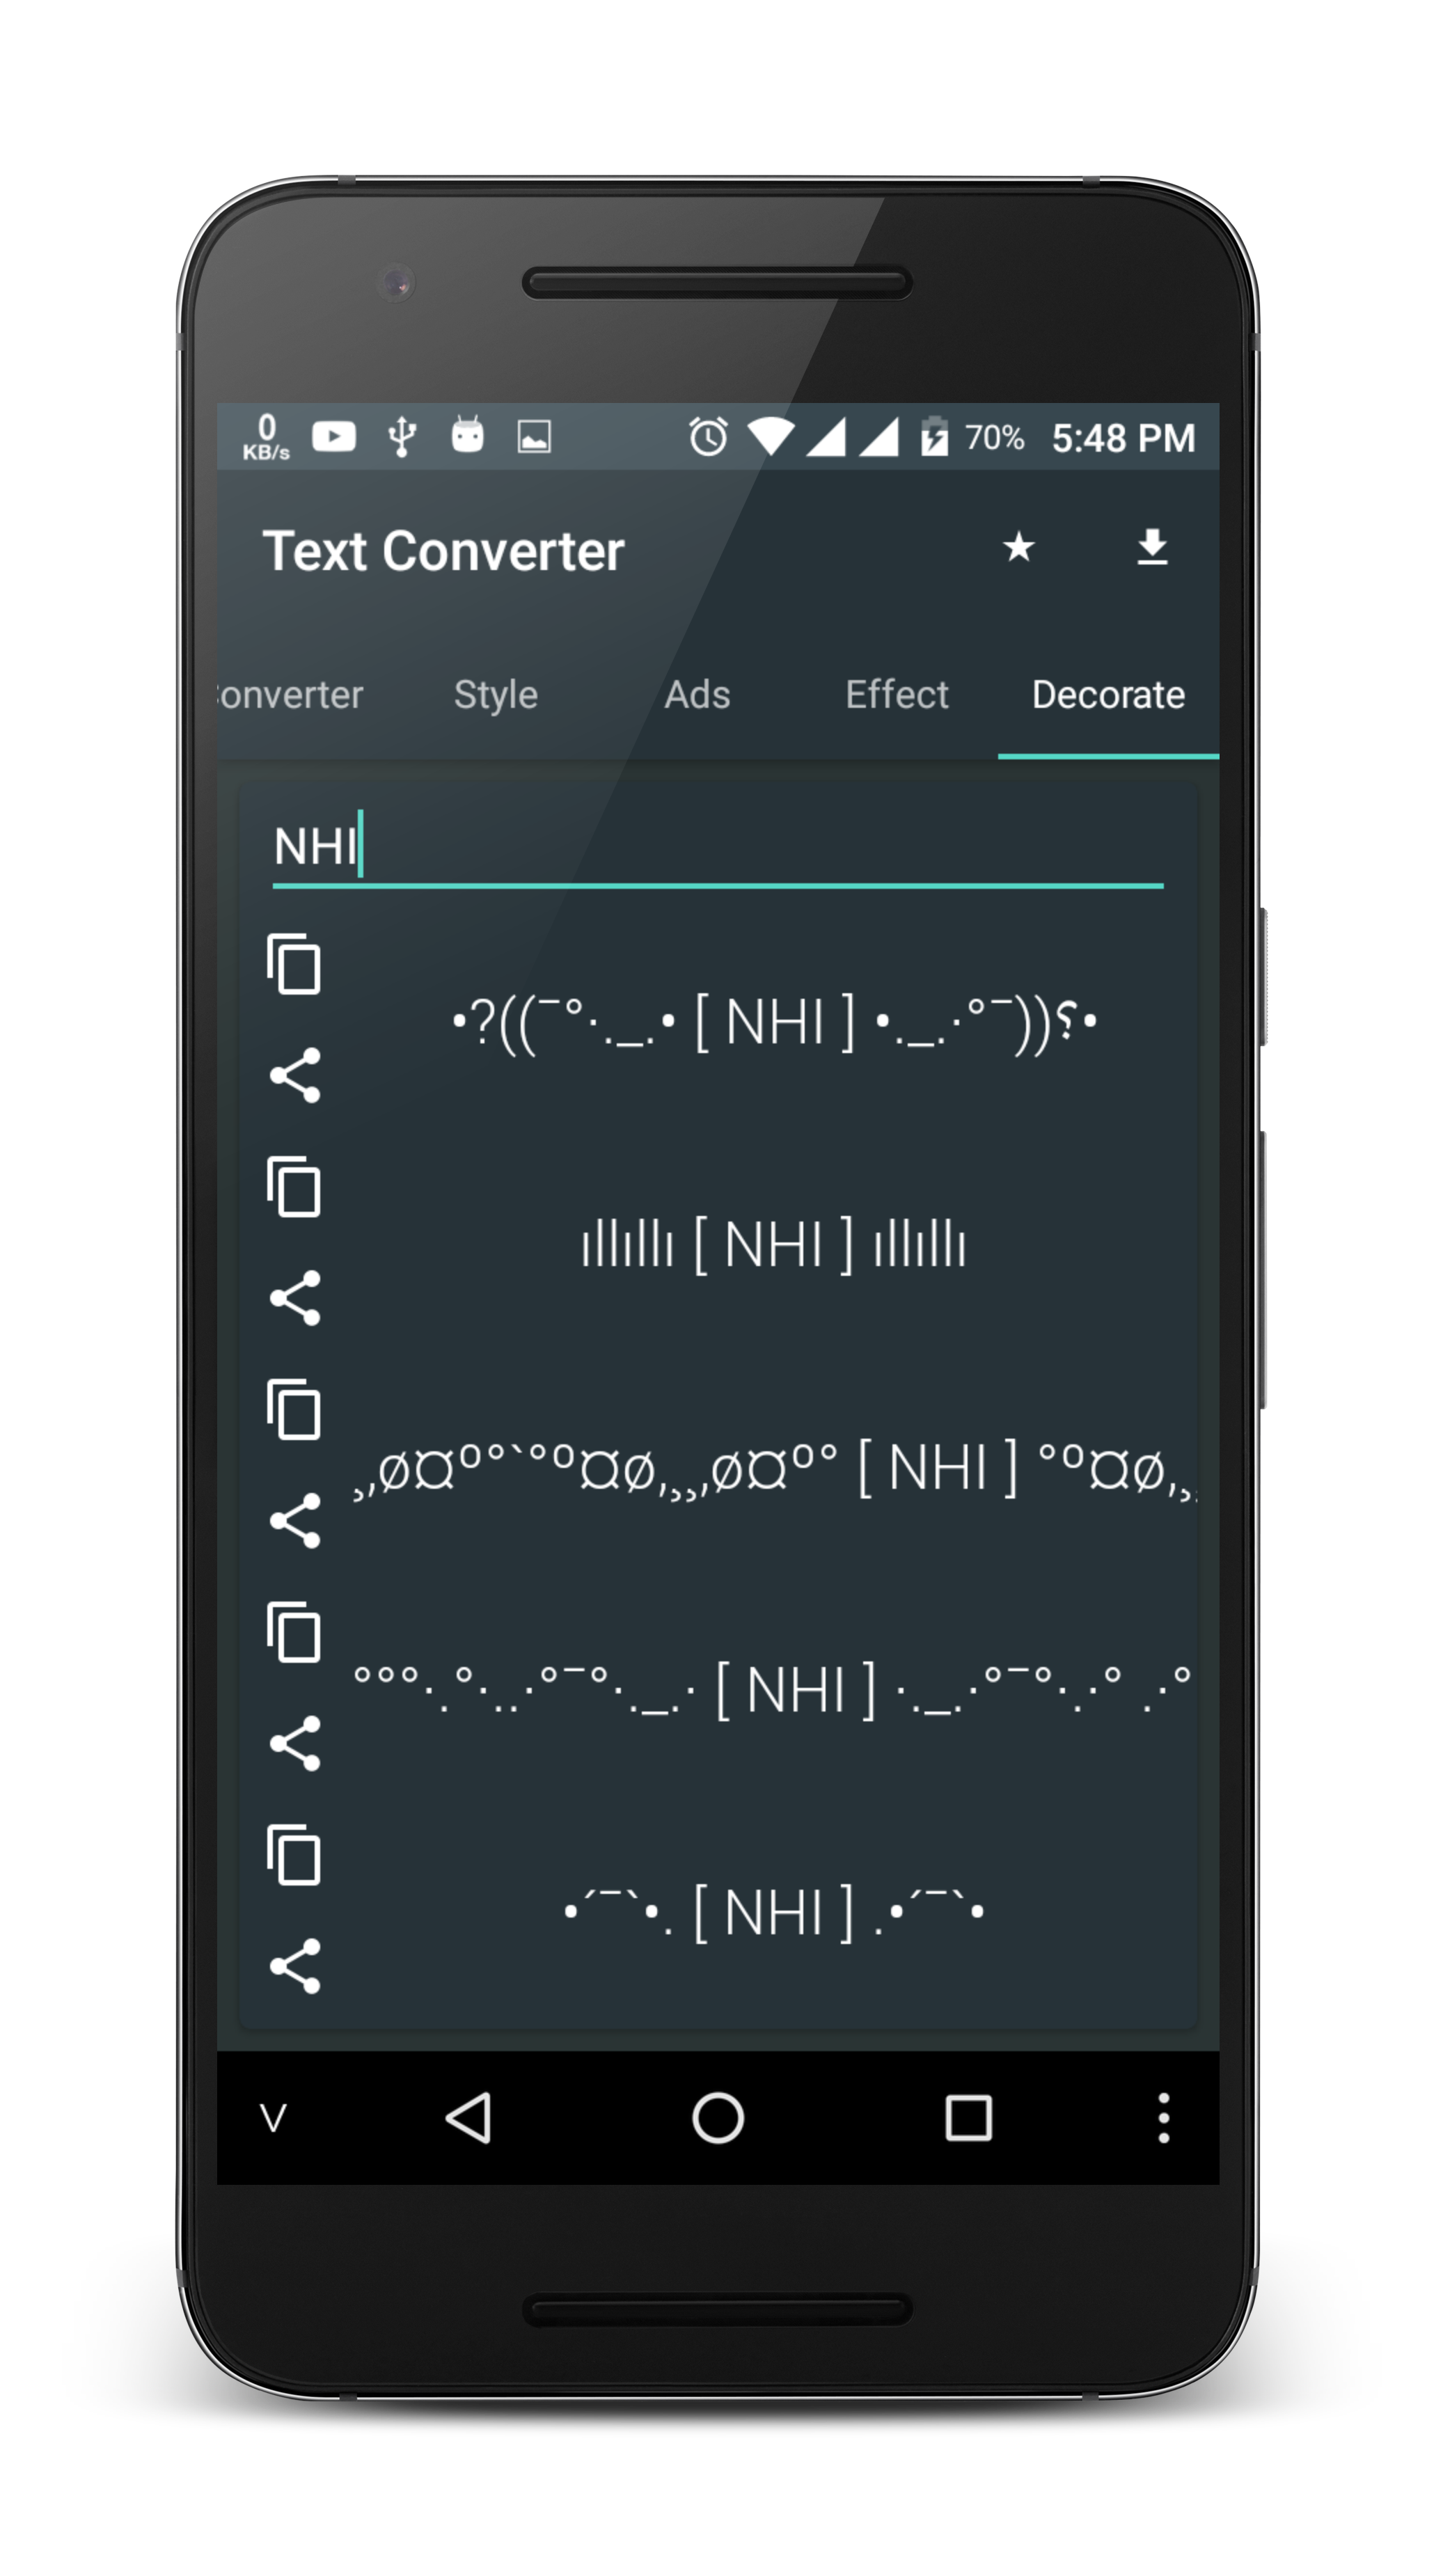 0
KB/s
70% 5:48 PM
Text Converter
onverter Style Ads Effect Decorate
NHI
•?((¯°·._.• [ NHI ] •._.·°¯))؟•
ıllıllı [ NHI ] ıllıllı
¸,ø¤º°`°º¤ø,¸¸,ø¤º° [ NHI ] °º¤ø,¸
°°°·.°·..·°¯°·._.· [ NHI ] ·._.·°¯°·.·° .·°
•´¯`•. [ NHI ] .•´¯`•